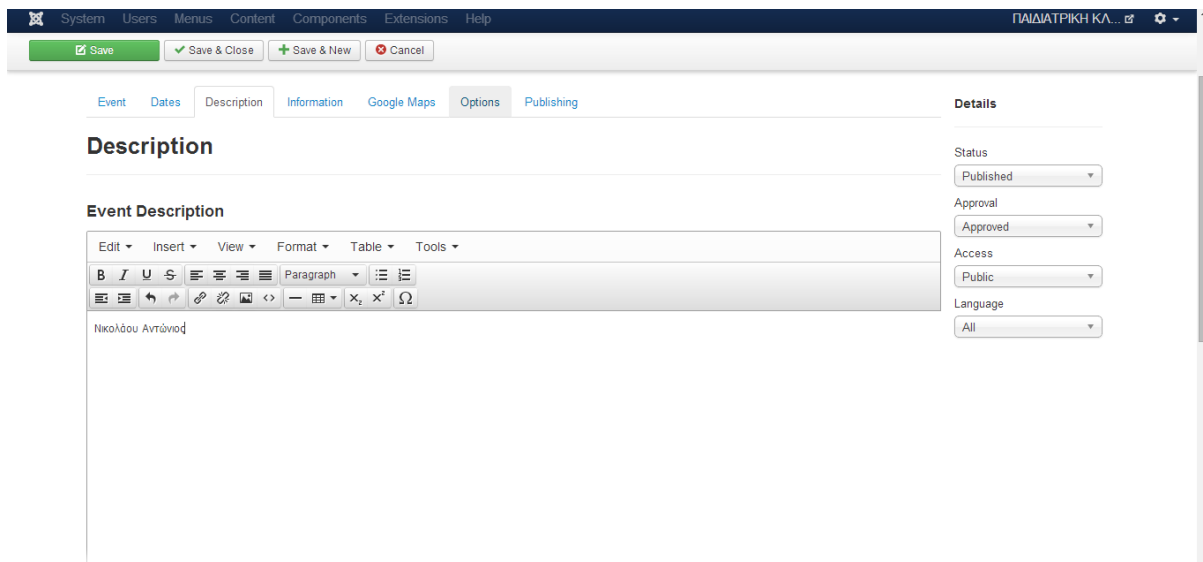 System Users Menus Content Components Extensions Help ΠΑΙΔΙΑΤΡΙΚΗ ΚΛ...
Save Save & Close Save & New Cancel
Event Dates Description Information Google Maps Options Publishing
Description
Event Description
Edit Insert View Format Table Tools
B I U S Paragraph
x₂ x² Ω
Νικολάου Αντώνιος
Details
Status
Published
Approval
Approved
Access
Public
Language
All